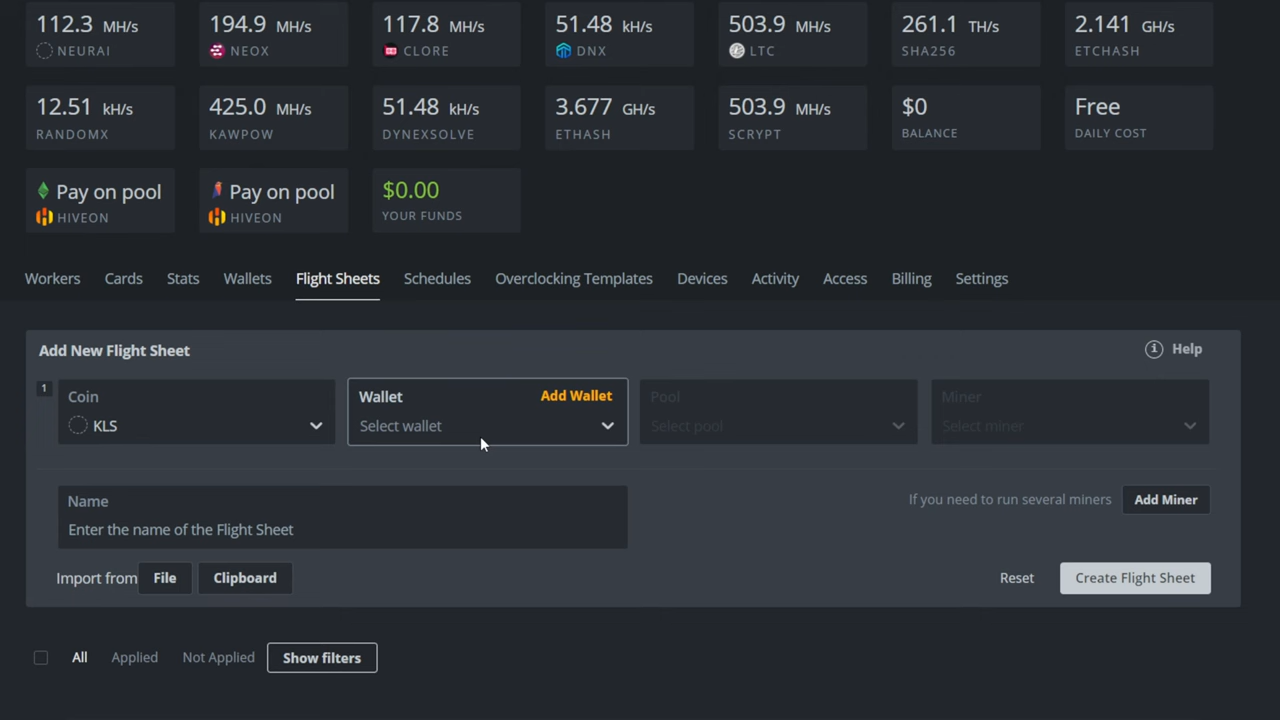 112.3 MH/s
NEURAI
194.9 MH/s
NEOX
117.8 MH/s
CLORE
51.48 kH/s
DNX
503.9 MH/s
LTC
261.1 TH/s
SHA256
2.141 GH/s
ETCHASH
12.51 kH/s
RANDOMX
425.0 MH/s
KAWPOW
51.48 kH/s
DYNEXSOLVE
3.677 GH/s
ETHASH
503.9 MH/s
SCRYPT
$0
BALANCE
Free
DAILY COST
Pay on pool
HIVEON
Pay on pool
HIVEON
$0.00
YOUR FUNDS
Workers Cards Stats Wallets Flight Sheets Schedules Overclocking Templates Devices Activity Access Billing Settings
Add New Flight Sheet
Help
1
Coin
KLS
Wallet Add Wallet
Select wallet
Pool
Select pool
Miner
Select miner
Name
Enter the name of the Flight Sheet
If you need to run several miners Add Miner
Import from File Clipboard
Reset Create Flight Sheet
All Applied Not Applied Show filters